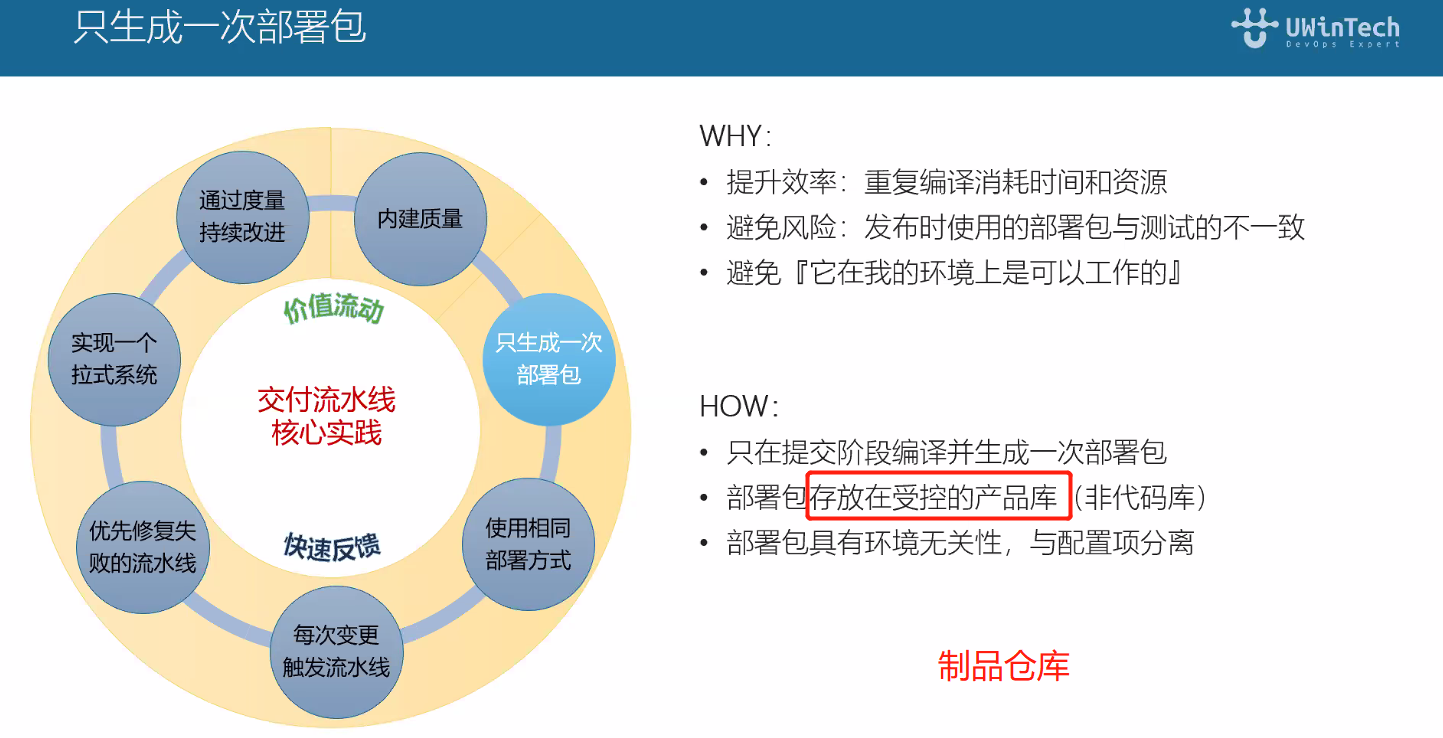 只生成一次部署包
UWinTech
DevOps Expert
通过度量
持续改进
内建质量
实现一个
拉式系统
价值流动
只生成一次
部署包
交付流水线
核心实践
优先修复失
败的流水线
快速反馈
使用相同
部署方式
每次变更
触发流水线
WHY:
• 提升效率：重复编译消耗时间和资源
• 避免风险：发布时使用的部署包与测试的不一致
• 避免『它在我的环境上是可以工作的』
HOW:
• 只在提交阶段编译并生成一次部署包
• 部署包存放在受控的产品库（非代码库）
• 部署包具有环境无关性，与配置项分离
制品仓库